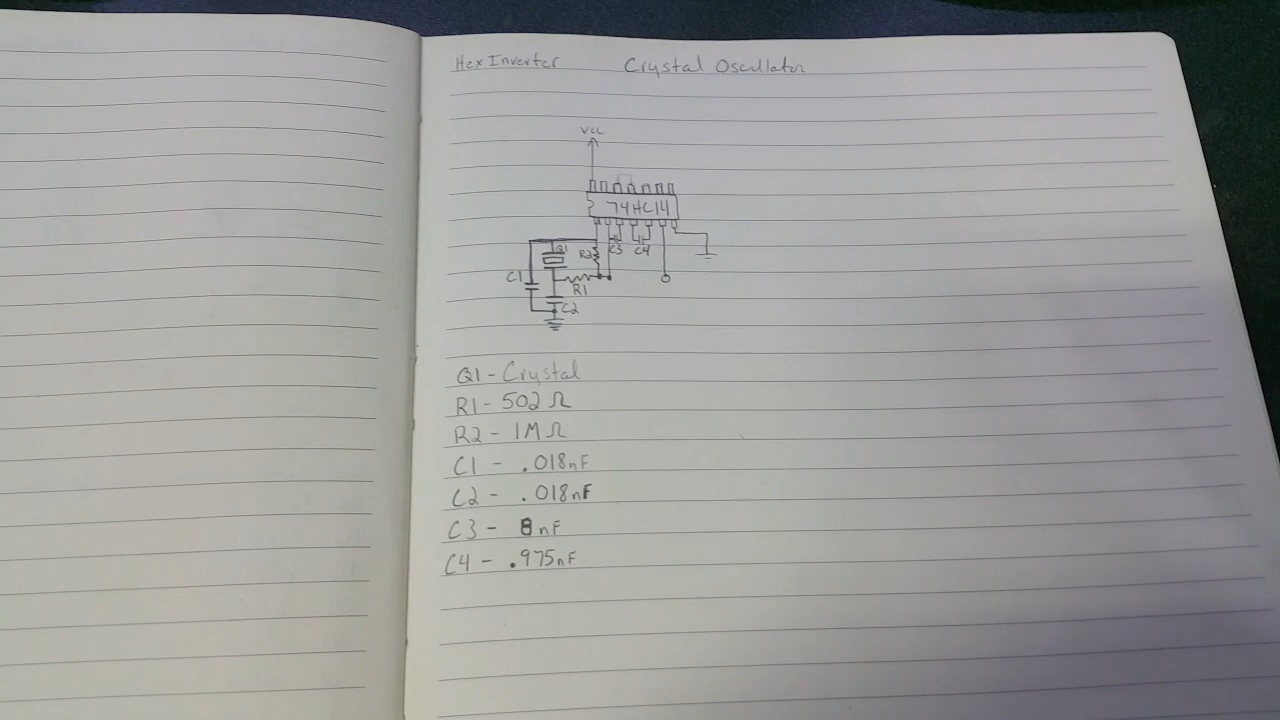 Hex Inverter Crystal Oscillator
VCC
74HC14
Q1 R2 C3 C4
C1 R1
C2
Q1 - Crystal
R1 - 502 Ω
R2 - 1M Ω
C1 - .018nF
C2 - .018nF
C3 - 8nF
C4 - .975nF